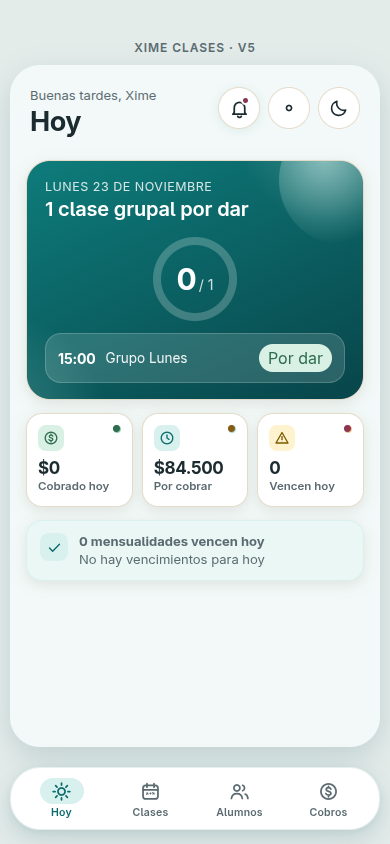 XIME CLASES · V5
Buenas tardes, Xime
Hoy
LUNES 23 DE NOVIEMBRE
1 clase grupal por dar
0 / 1
15:00 Grupo Lunes Por dar
$0
Cobrado hoy
$84.500
Por cobrar
0
Vencen hoy
0 mensualidades vencen hoy
No hay vencimientos para hoy
Hoy
Clases
Alumnos
Cobros